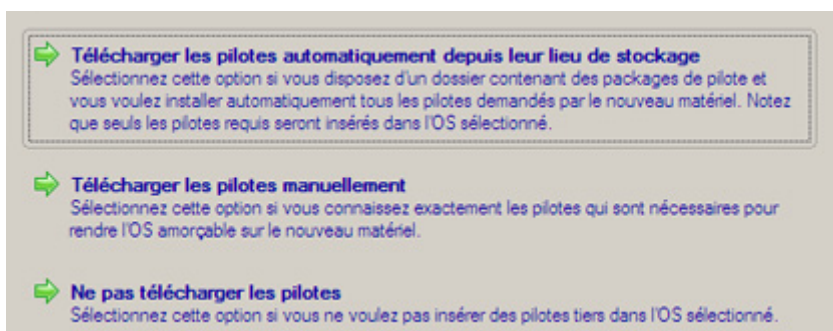 Télécharger les pilotes automatiquement depuis leur lieu de stockage
Sélectionnez cette option si vous disposez d'un dossier contenant des packages de pilote et
vous voulez installer automatiquement tous les pilotes demandés par le nouveau matériel. Notez
que seuls les pilotes requis seront insérés dans l'OS sélectionné.
Télécharger les pilotes manuellement
Sélectionnez cette option si vous connaissez exactement les pilotes qui sont nécessaires pour
rendre l'OS amorçable sur le nouveau matériel.
Ne pas télécharger les pilotes
Sélectionnez cette option si vous ne voulez pas insérer des pilotes tiers dans l'OS sélectionné.